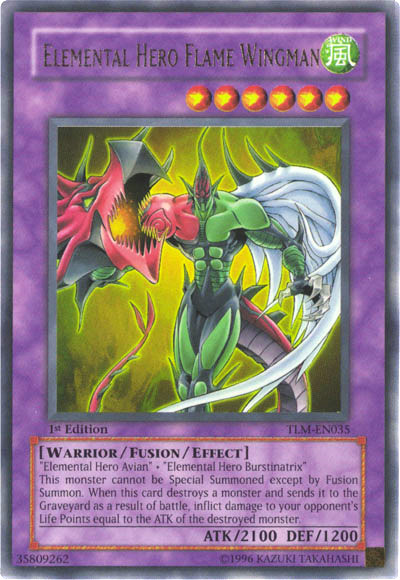 ELEMENTAL HERO FLAME WINGMAN
WIND
風
1st Edition
TLM-EN035
[WARRIOR/FUSION/EFFECT]
"Elemental Hero Avian" + "Elemental Hero Burstinatrix"
This monster cannot be Special Summoned except by Fusion
Summon. When this card destroys a monster and sends it to the
Graveyard as a result of battle, inflict damage to your opponent's
Life Points equal to the ATK of the destroyed monster.
ATK/2100 DEF/1200
35809262
©1996 KAZUKI TAKAHASHI